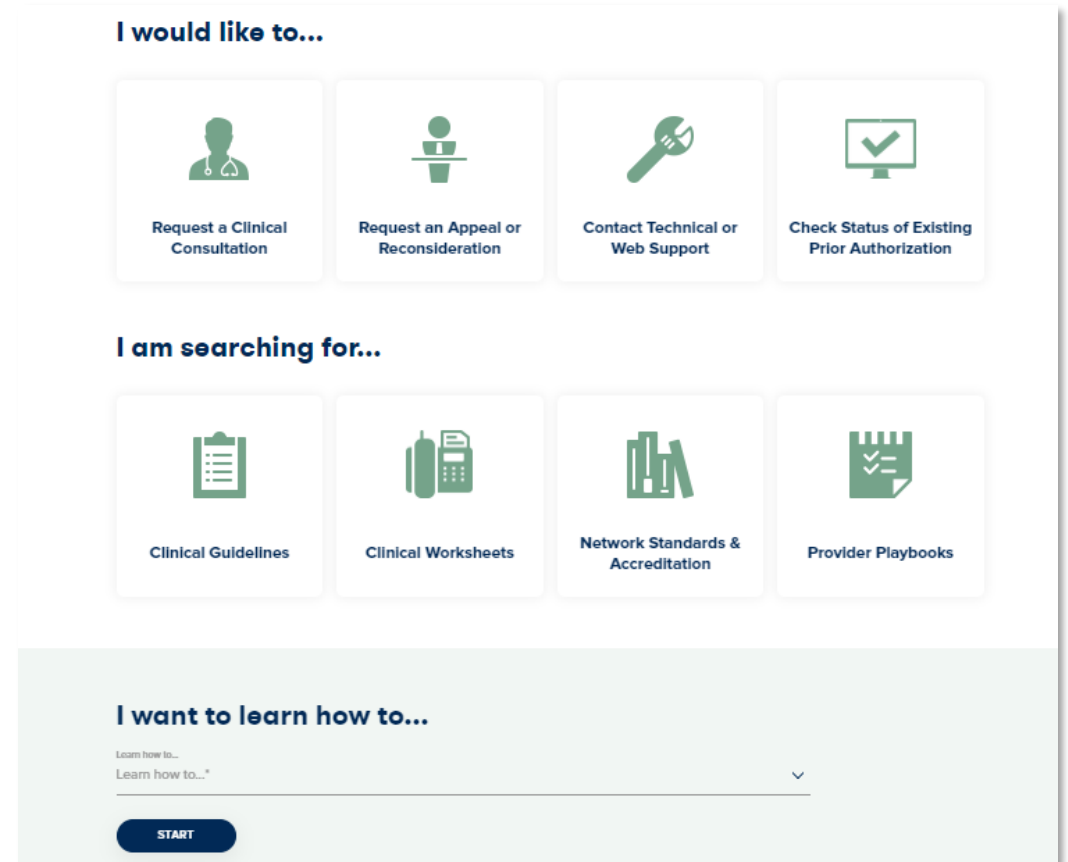 I would like to...
Request a Clinical
Consultation
Request an Appeal or
Reconsideration
Contact Technical or
Web Support
Check Status of Existing
Prior Authorization
I am searching for...
Clinical Guidelines
Clinical Worksheets
Network Standards &
Accreditation
Provider Playbooks
I want to learn how to...
Learn how to...
Learn how to...*
START